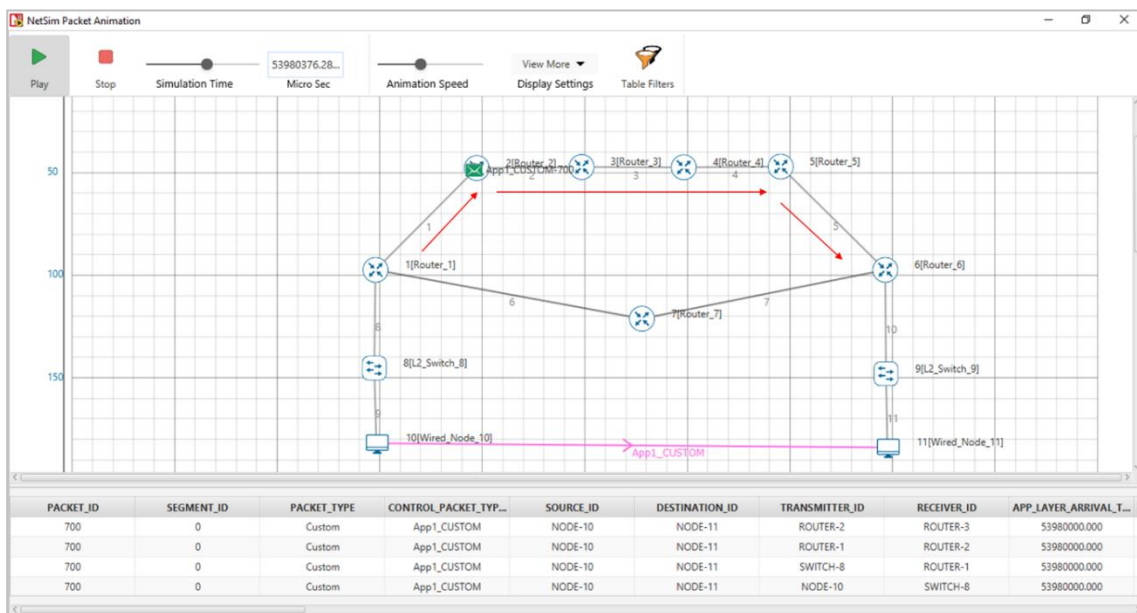 NetSim Packet Animation
Play
Stop
Simulation Time
53980376.28...
Micro Sec
Animation Speed
View More
Display Settings
Table Filters
50
2[Router_2]
3[Router_3]
4[Router_4]
5[Router_5]
App1_CUSTOM-700
2
3
4
1
5
100
1[Router_1]
6[Router_6]
6
7
7[Router_7]
8
10
8[L2_Switch_8]
9[L2_Switch_9]
150
9
11
10[Wired_Node_10]
11[Wired_Node_11]
App1_CUSTOM
PACKET_ID SEGMENT_ID PACKET_TYPE CONTROL_PACKET_TYP... SOURCE_ID DESTINATION_ID TRANSMITTER_ID RECEIVER_ID APP_LAYER_ARRIVAL_T...
700 0 Custom App1_CUSTOM NODE-10 NODE-11 ROUTER-2 ROUTER-3 53980000.000
700 0 Custom App1_CUSTOM NODE-10 NODE-11 ROUTER-1 ROUTER-2 53980000.000
700 0 Custom App1_CUSTOM NODE-10 NODE-11 SWITCH-8 ROUTER-1 53980000.000
700 0 Custom App1_CUSTOM NODE-10 NODE-11 NODE-10 SWITCH-8 53980000.000